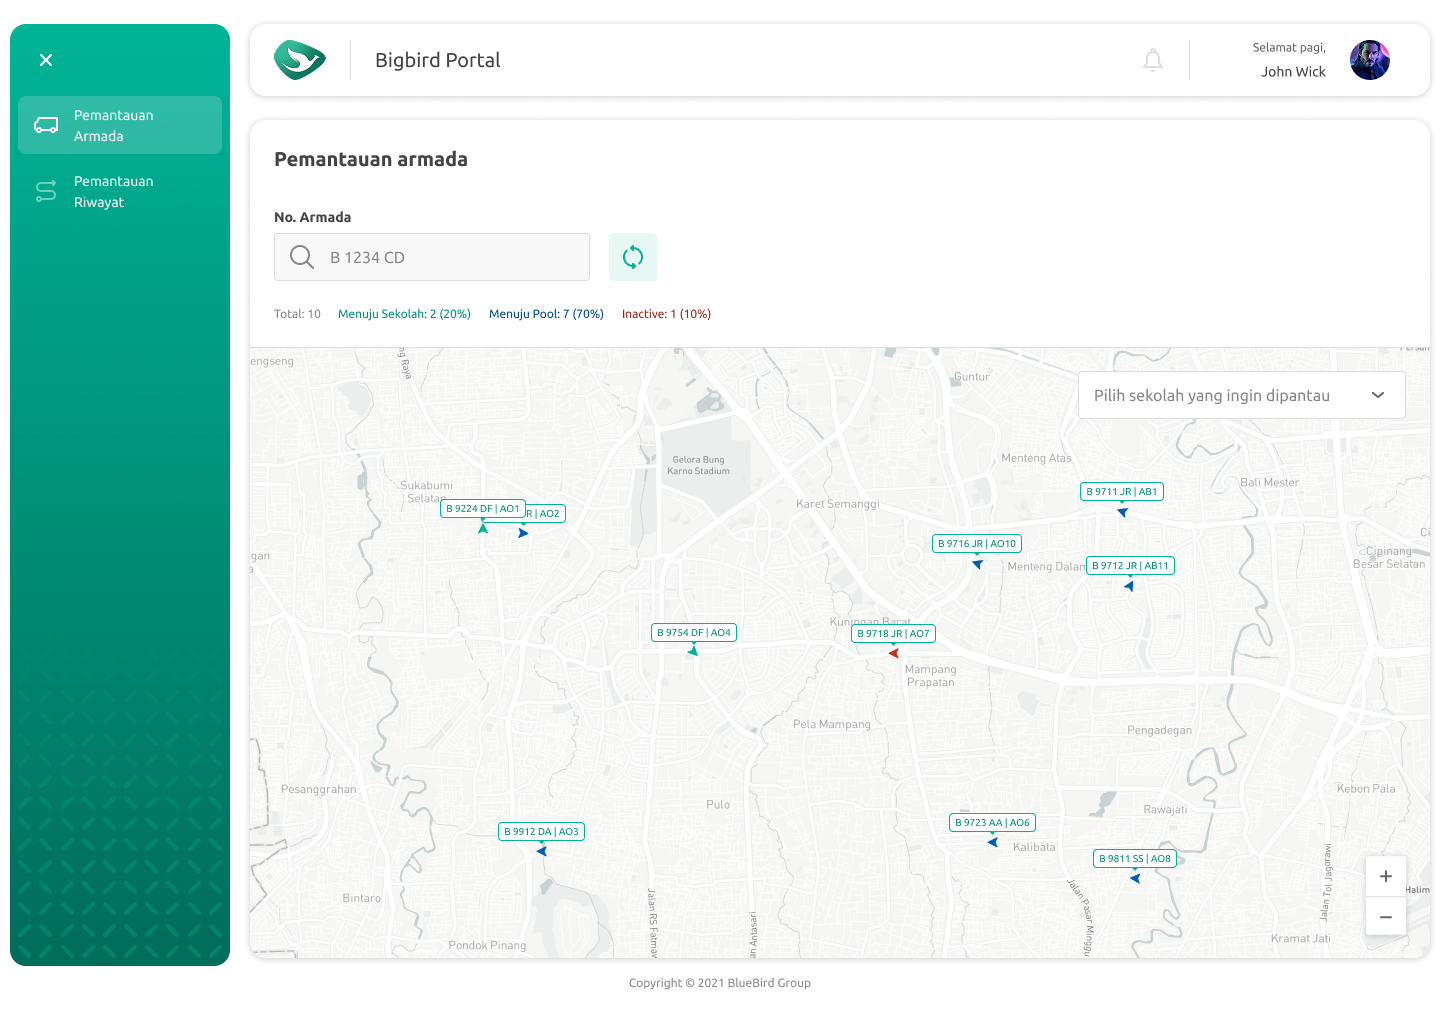 Bigbird Portal
Selamat pagi,
John Wick
Pemantauan
Armada
Pemantauan
Riwayat
Pemantauan armada
No. Armada
B 1234 CD
Total: 10
Menuju Sekolah: 2 (20%)
Menuju Pool: 7 (70%)
Inactive: 1 (10%)
Pilih sekolah yang ingin dipantau
engseng
ng Raya
Guntur
Gelora Bung
Karno Stadium
Menteng Atas
Sukabumi
Selatan
Karet Semanggi
Bali Mester
B 9711 JR | AB1
B 9224 DF | AO1
R | AO2
B 9716 JR | AO10
Menteng Dalam
B 9712 JR | AB11
Cipinang
Besar Selatan
gan
Kuningan Barat
B 9754 DF | AO4
B 9718 JR | AO7
Mampang
Prapatan
Pela Mampang
Pengadegan
Pesanggrahan
Pulo
Kebon Pala
Rawajati
B 9912 DA | AO3
B 9723 AA | AO6
Kalibata
B 9811 SS | AO8
Jalan Tol Jagorawi
Halim
Bintaro
Jalan RS Fatmaw
an Antasari
Jalan Pasar Minggu
Pondok Pinang
Kramat Jati
+
−
Copyright © 2021 BlueBird Group